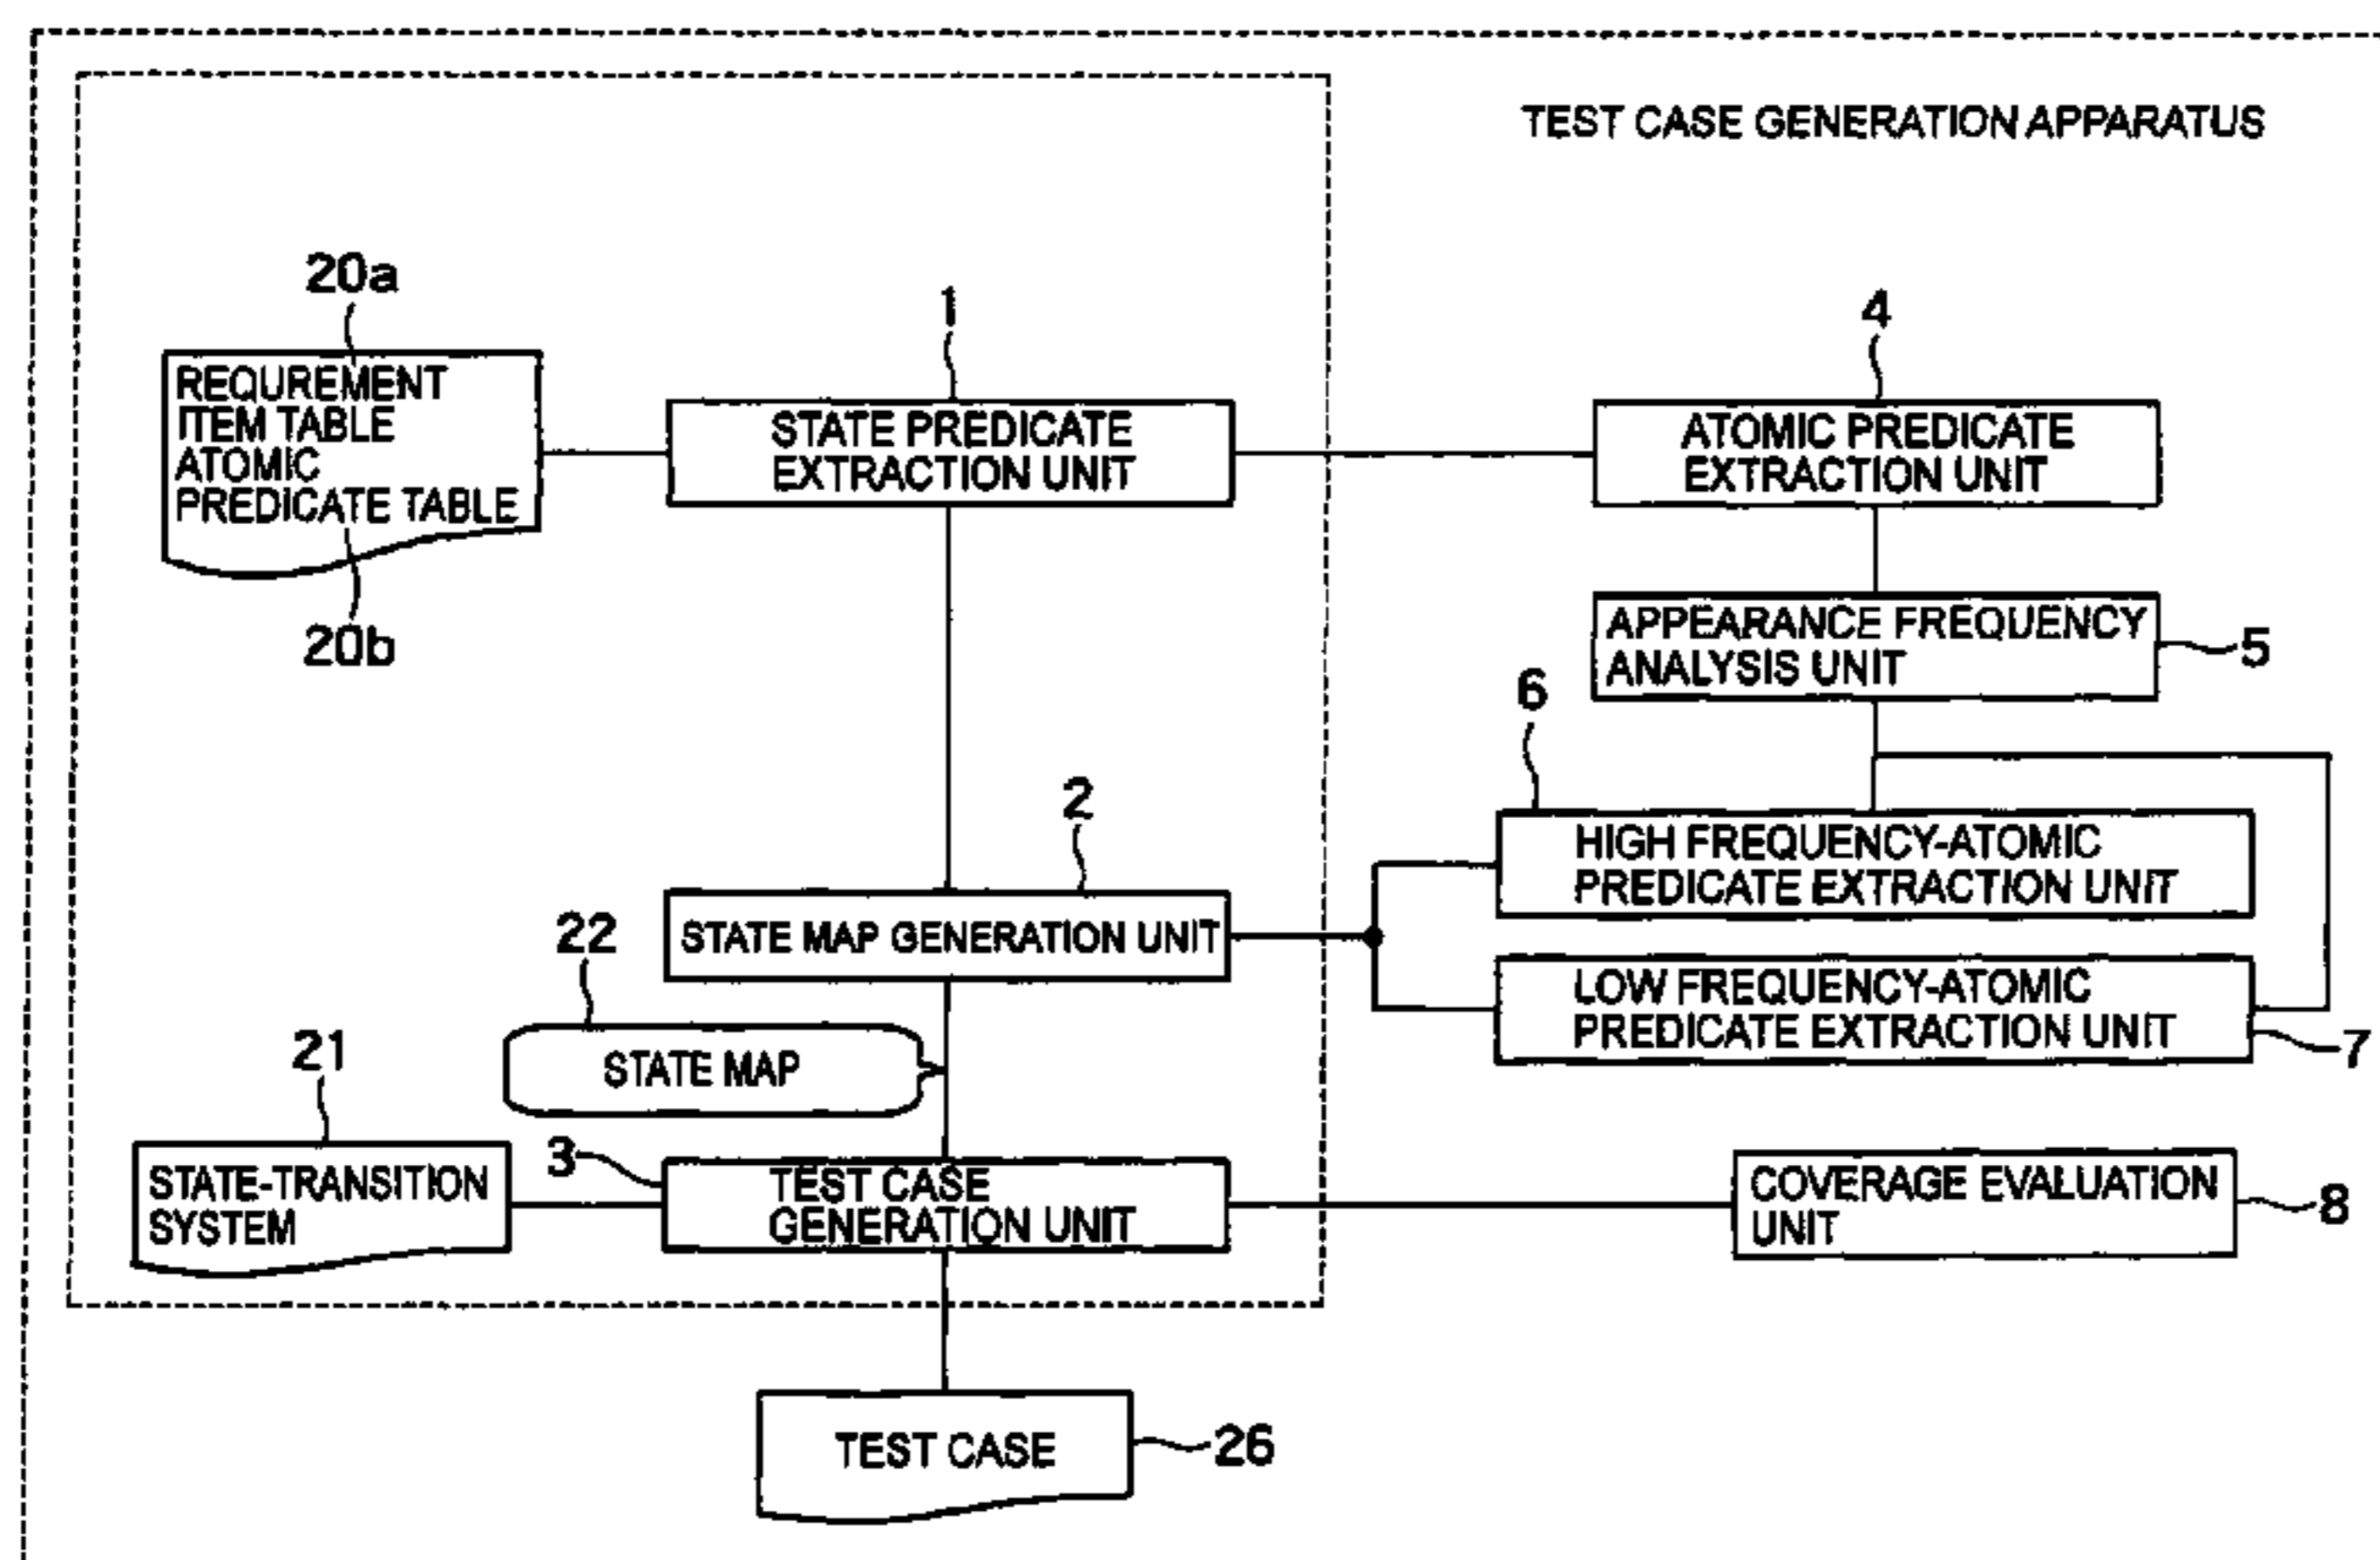 TEST CASE GENERATION APPARATUS
20a
1
4
REQUREMENT
ITEM TABLE
ATOMIC
PREDICATE TABLE
20b
STATE PREDICATE
EXTRACTION UNIT
ATOMIC PREDICATE
EXTRACTION UNIT
APPEARANCE FREQUENCY
ANALYSIS UNIT
5
6
2
HIGH FREQUENCY-ATOMIC
PREDICATE EXTRACTION UNIT
STATE MAP GENERATION UNIT
22
LOW FREQUENCY-ATOMIC
PREDICATE EXTRACTION UNIT
7
STATE MAP
21
3
STATE-TRANSITION
SYSTEM
TEST CASE
GENERATION UNIT
COVERAGE EVALUATION
UNIT
8
TEST CASE
26